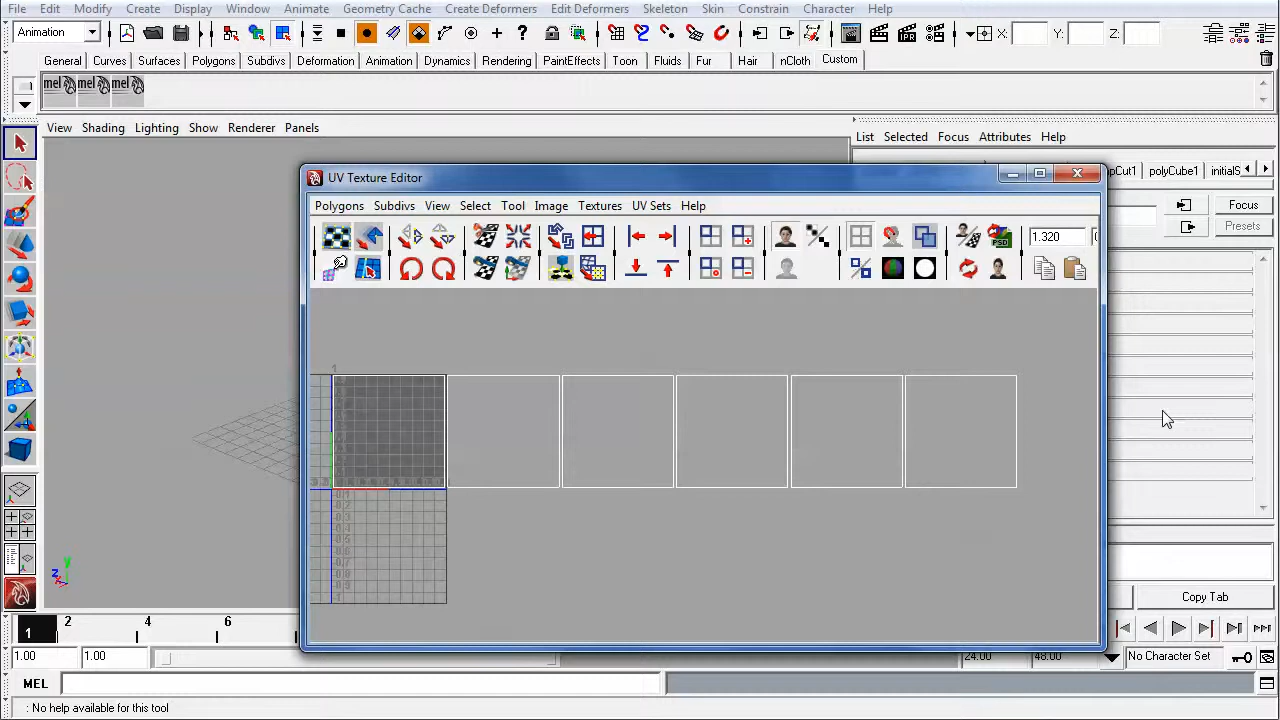 File Edit Modify Create Display Window Animate Geometry Cache Create Deformers Edit Deformers Skeleton Skin Constrain Character Help
Animation X: Y: Z:
General Curves Surfaces Polygons Subdivs Deformation Animation Dynamics Rendering PaintEffects Toon Fluids Fur Hair nCloth Custom
mel mel mel
View Shading Lighting Show Renderer Panels
List Selected Focus Attributes Help
pCut1 polyCube1 initialS
UV Texture Editor
Focus
Presets
Polygons Subdivs View Select Tool Image Textures UV Sets Help
PSD 1.320
1
y
z x
Copy Tab
1 2 4 6
1.00 1.00 24.00 48.00 No Character Set
MEL
: No help available for this tool